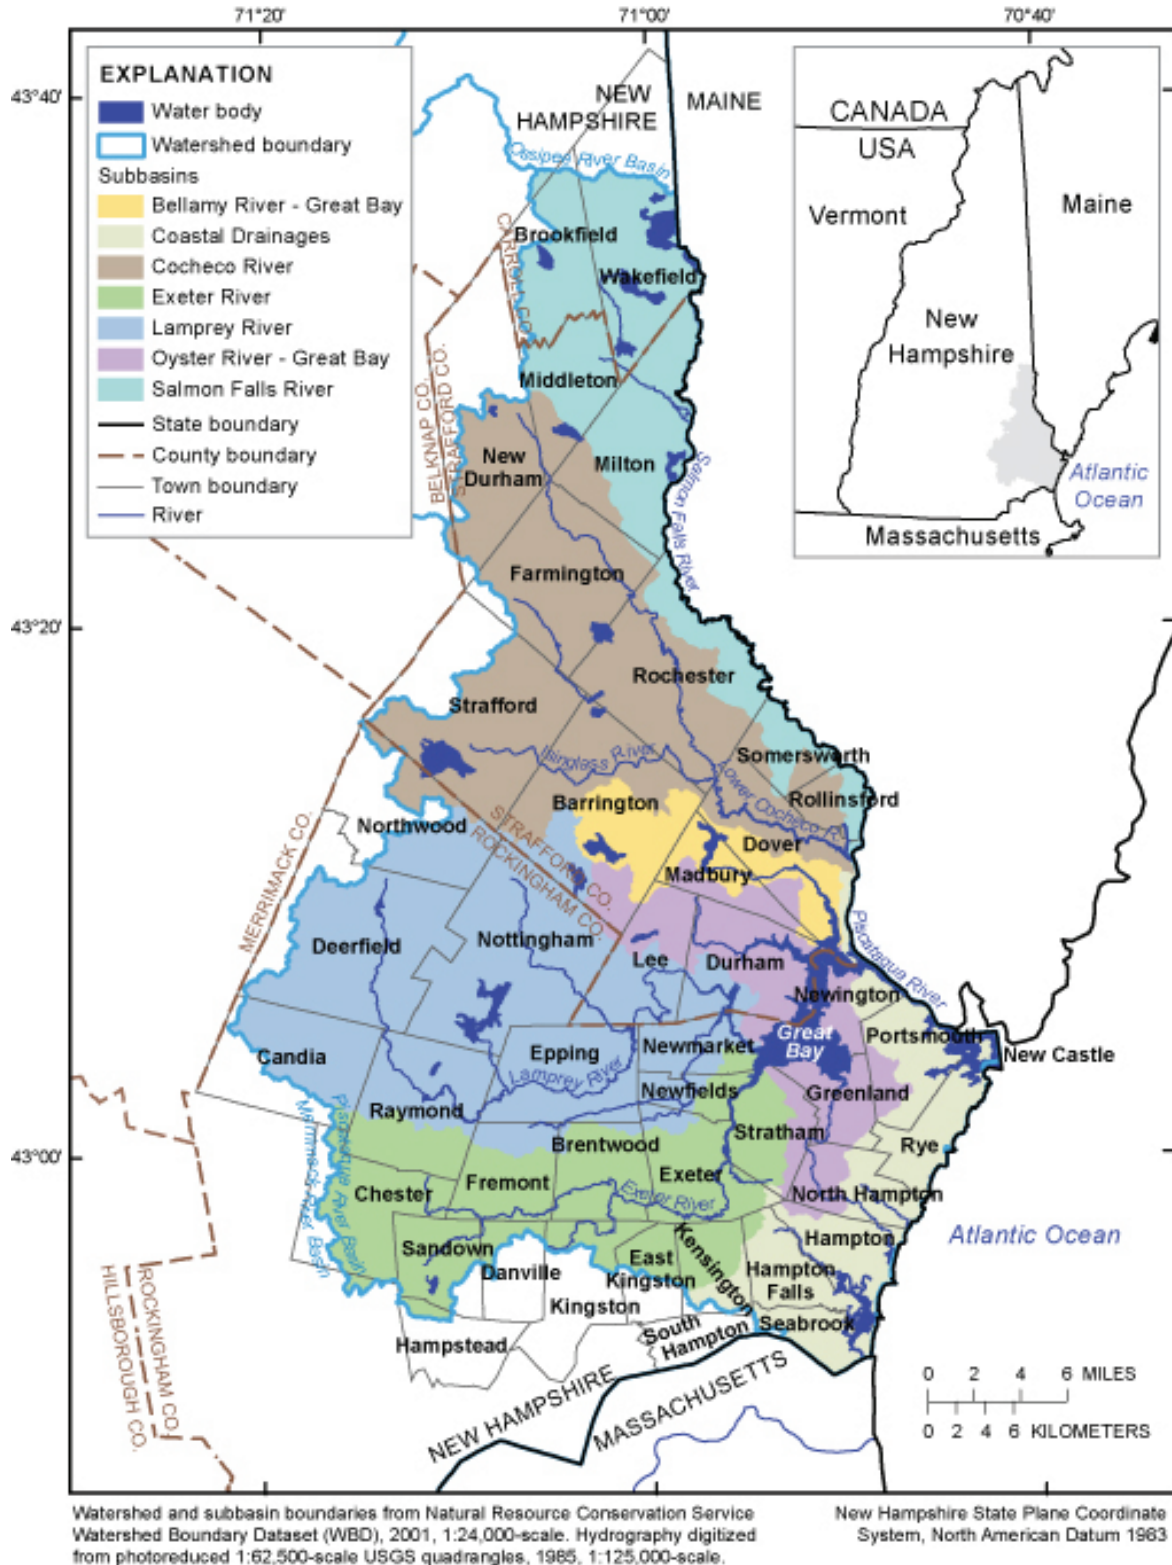 71°20'
71°00'
70°40'
43°40'
43°20'
43°00'
EXPLANATION
Water body
Watershed boundary
Subbasins
Bellamy River - Great Bay
Coastal Drainages
Cocheco River
Exeter River
Lamprey River
Oyster River - Great Bay
Salmon Falls River
State boundary
County boundary
Town boundary
River
NEW
HAMPSHIRE
MAINE
CANADA
USA
Vermont
Maine
New
Hampshire
Atlantic
Ocean
Massachusetts
Ossipee River Basin
CARROLL CO.
Brookfield
Wakefield
BELKNAP CO.
STRAFFORD CO.
Middleton
New
Durham
Milton
Salmon Falls River
Farmington
Rochester
Strafford
Isinglass River
Somersworth
Lower Cocheco R.
Rollinsford
Barrington
Northwood
STRAFFORD CO.
ROCKINGHAM CO.
Dover
Madbury
MERRIMACK CO.
Deerfield
Nottingham
Lee
Durham
Piscataqua River
Newington
Portsmouth
New Castle
Great
Bay
Candia
Epping
Newmarket
Lamprey River
Newfields
Greenland
Raymond
Merrimack River Basin
Piscataqua River Basin
Brentwood
Stratham
Rye
Chester
Fremont
Exeter
Exeter River
North Hampton
Sandown
Danville
East
Kingston
Kensington
Hampton
Hampton
Falls
Atlantic Ocean
Kingston
Seabrook
South
Hampton
Hampstead
ROCKINGHAM CO.
HILLSBOROUGH CO.
NEW HAMPSHIRE
MASSACHUSETTS
0 2 4 6 MILES
0 2 4 6 KILOMETERS
Watershed and subbasin boundaries from Natural Resource Conservation Service
Watershed Boundary Dataset (WBD), 2001, 1:24,000-scale. Hydrography digitized
from photoreduced 1:62,500-scale USGS quadrangles, 1985, 1:125,000-scale.
New Hampshire State Plane Coordinate
System, North American Datum 1983